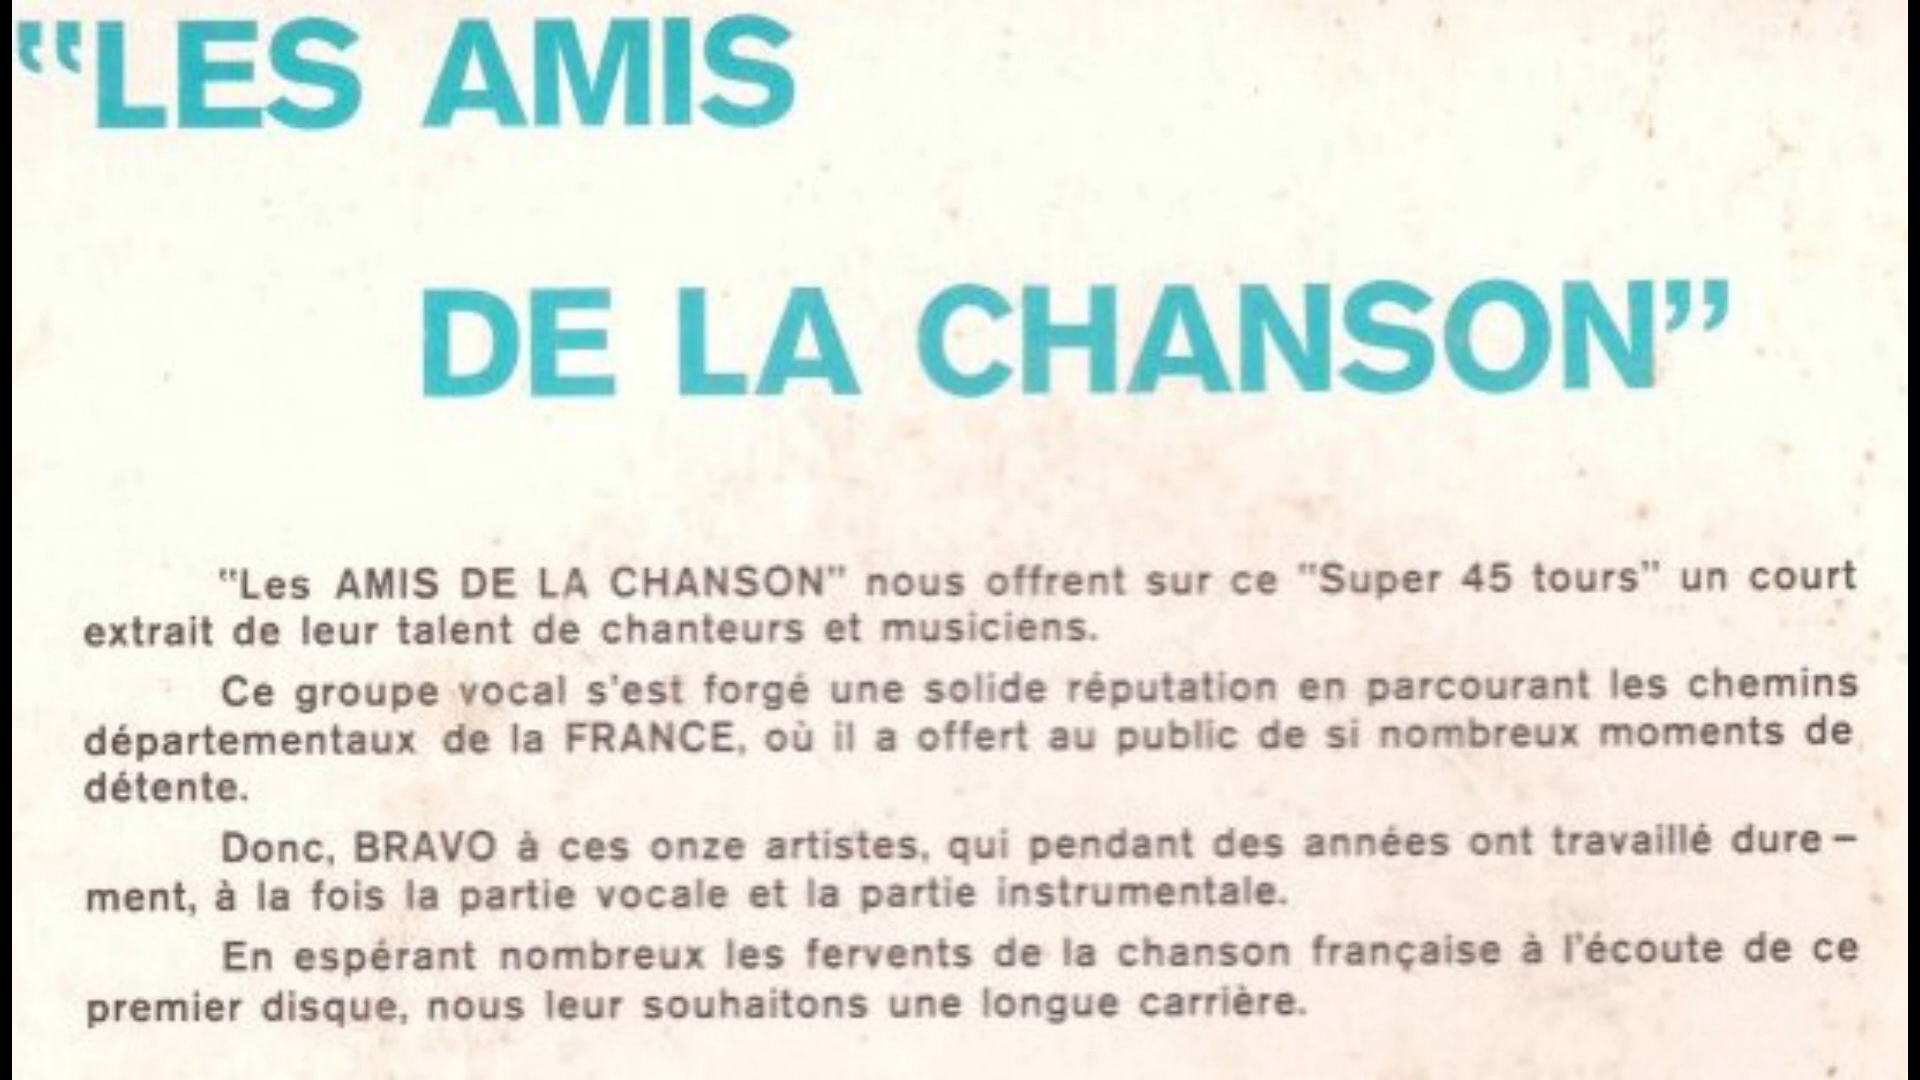 “LES AMIS
DE LA CHANSON”
"Les AMIS DE LA CHANSON" nous offrent sur ce "Super 45 tours" un court
extrait de leur talent de chanteurs et musiciens.
Ce groupe vocal s'est forgé une solide réputation en parcourant les chemins
départementaux de la FRANCE, où il a offert au public de si nombreux moments de
détente.
Donc, BRAVO à ces onze artistes, qui pendant des années ont travaillé dure –
ment, à la fois la partie vocale et la partie instrumentale.
En espérant nombreux les fervents de la chanson française à l'écoute de ce
premier disque, nous leur souhaitons une longue carrière.